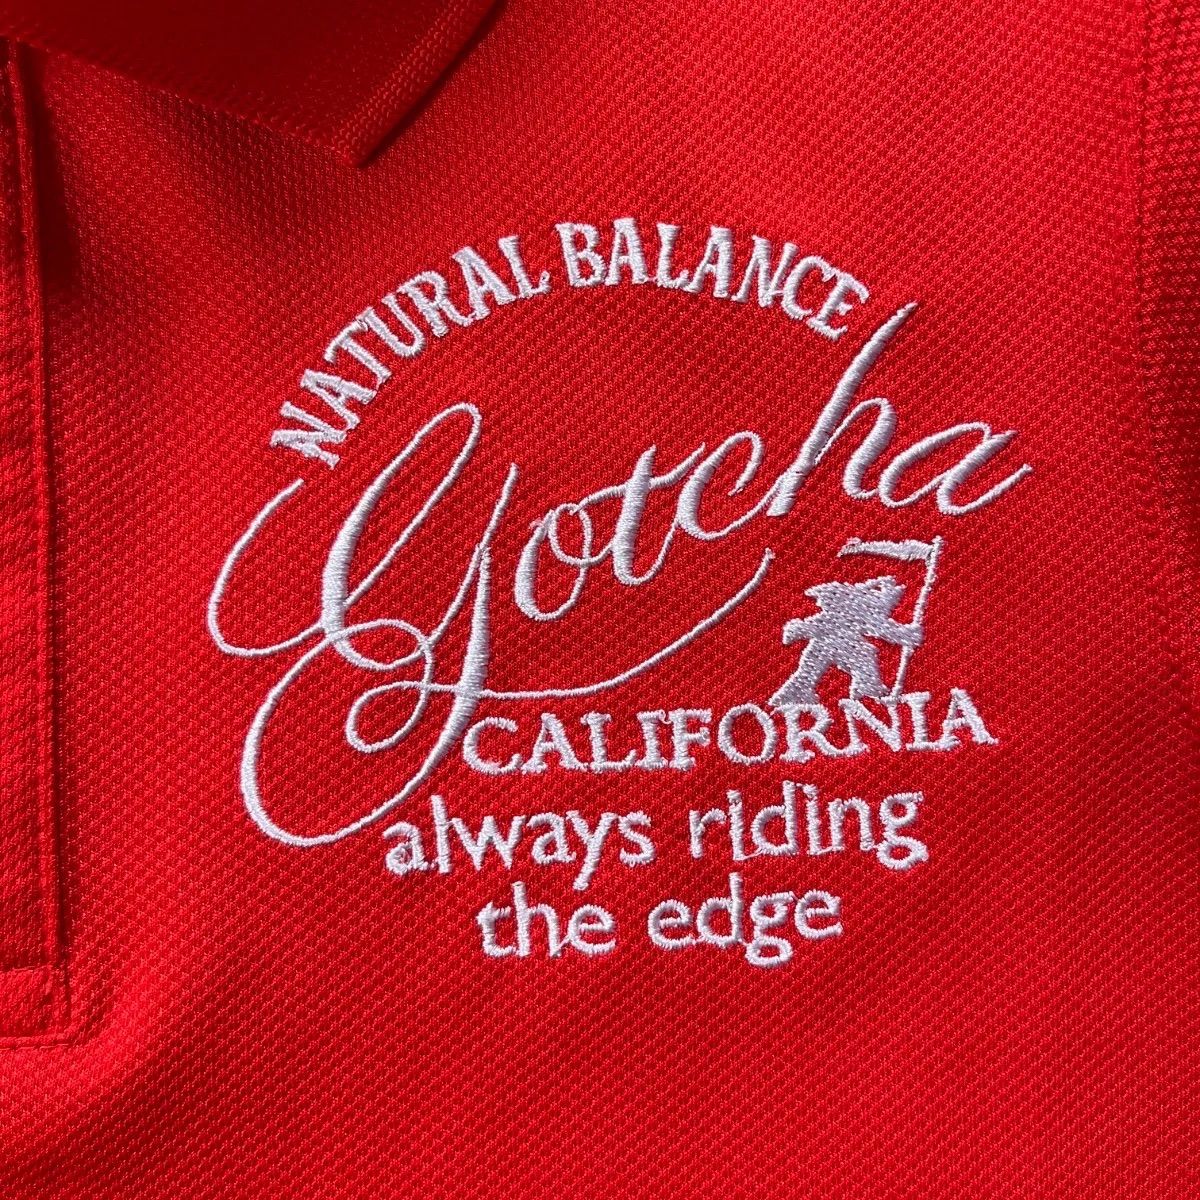 NATURAL BALANCE
Gotcha
CALIFORNIA
always riding
the edge